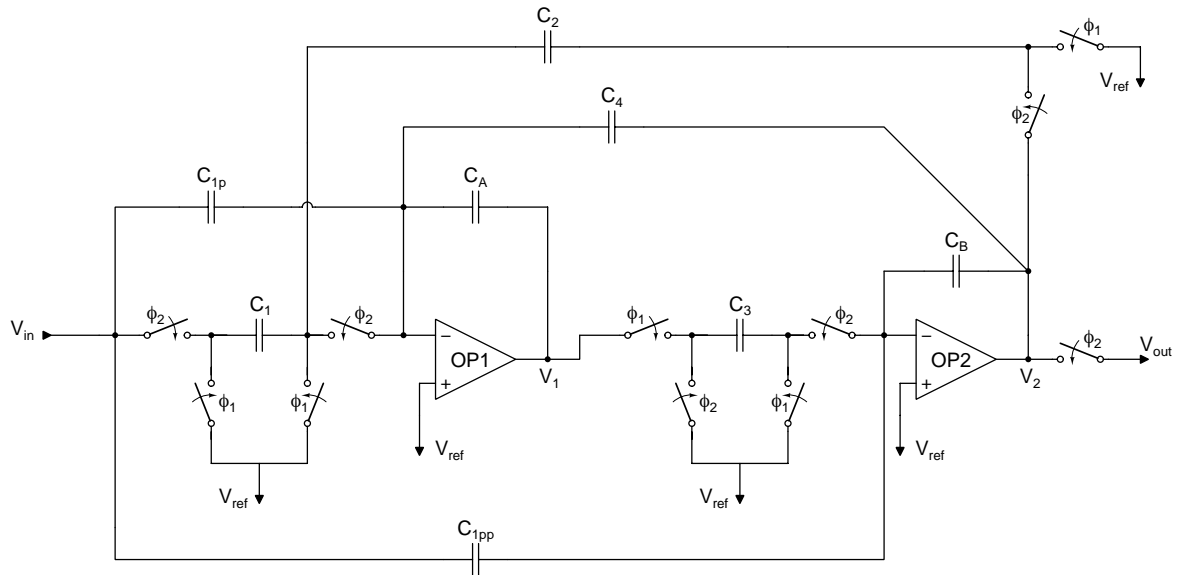 C2
ϕ1
Vref
C4
ϕ2
C1p
CA
CB
Vin
ϕ2
C1
ϕ2
−
OP1
+
V1
ϕ1
C3
ϕ2
−
OP2
+
V2
ϕ2
Vout
ϕ1
ϕ1
ϕ2
ϕ1
Vref
Vref
Vref
Vref
C1pp